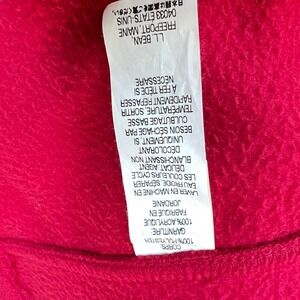 CORPS:
100% POLYESTER
GARNITURE
100% ACRYLIQUE
FABRIQUE EN
JORDANIE
LAVER EN MACHINE EN
EAU FROIDE, SEPARER
LES COULEURS CYCLE
DELICAT, AGENT
BLANCHISSANT NON
DECOLORANT
UNIQUEMENT SI
BESOIN SECHAGE PAR
CULBUTAGE BASSE
TEMPERATURE, SORTIR
RAPIDEMENT REPASSER
A FER TIEDE SI
NECESSAIRE
L.L. BEAN,
FREEPORT, MAINE
04033 ETATS-UNIS